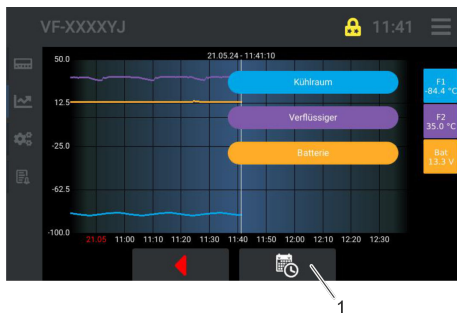 VF-XXXXYJ
11:41
21.05.24 - 11:41:10
50.0
12.5
-25.0
-62.5
-100.0
Kühlraum
Verflüssiger
Batterie
F1
-84.4 °C
F2
35.0 °C
Bat
13.3 V
21.05 11:00 11:10 11:20 11:30 11:40 11:50 12:00 12:10 12:20 12:30
1